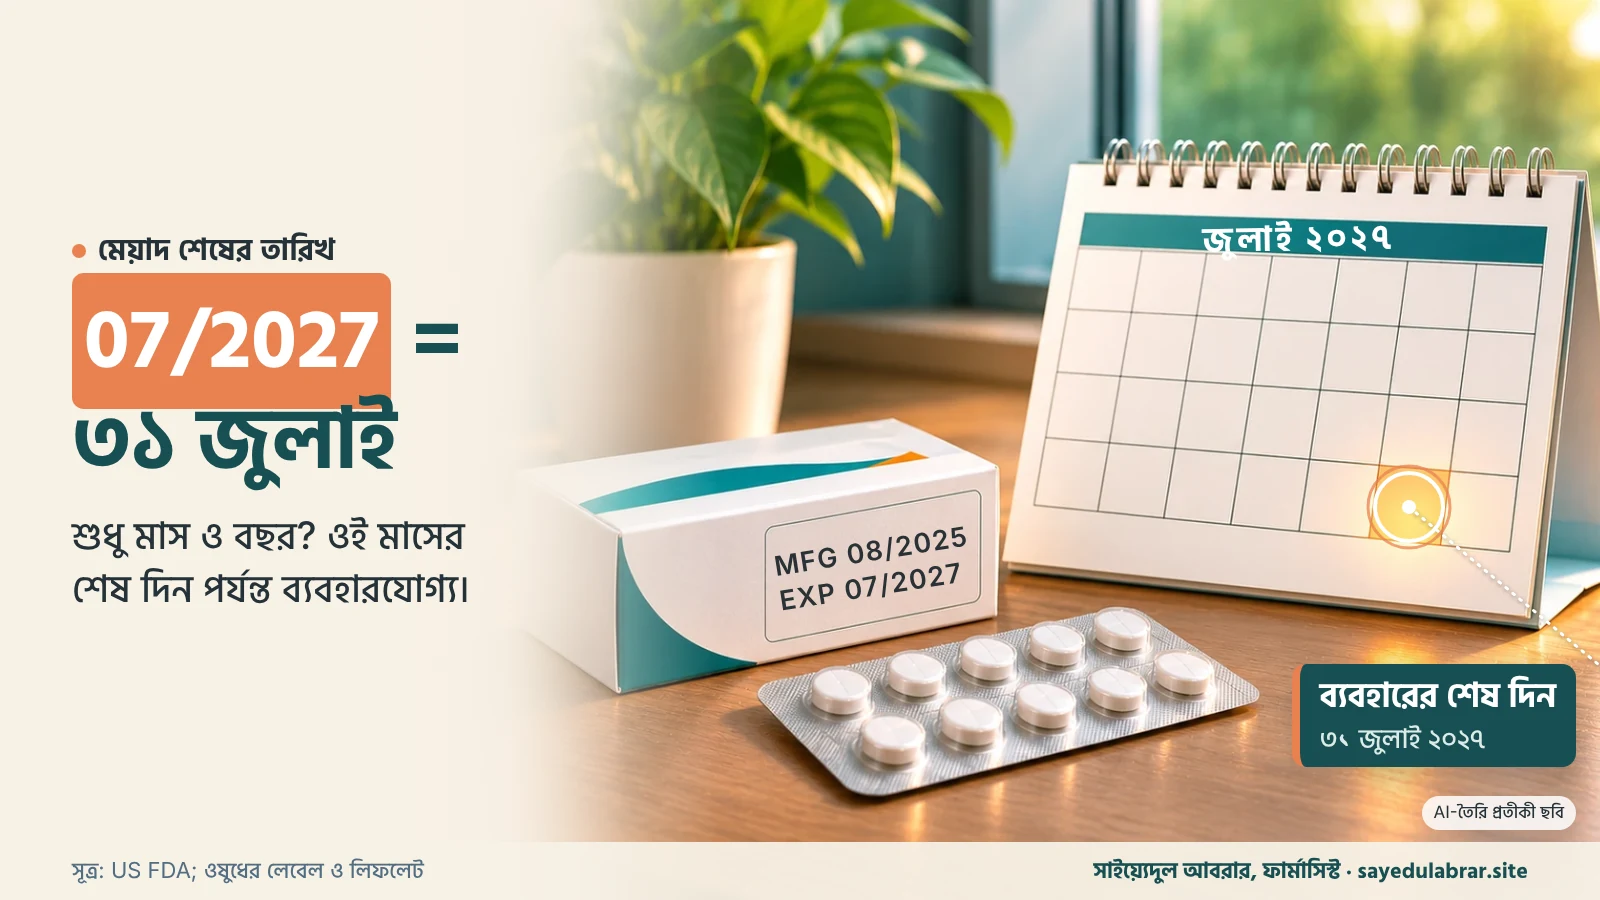 মেয়াদ শেষের তারিখ
07/2027 =
৩১ জুলাই
শুধু মাস ও বছর? ওই মাসের
শেষ দিন পর্যন্ত ব্যবহারযোগ্য।
জুলাই ২০২৭
MFG 08/2025
EXP 07/2027
ব্যবহারের শেষ দিন
৩১ জুলাই ২০২৭
AI-তৈরি প্রতীকী ছবি
সূত্র: US FDA; ওষুধের লেবেল ও লিফলেট
সাইয়্যেদুল আবরার, ফার্মাসিস্ট · sayedulabrar.site